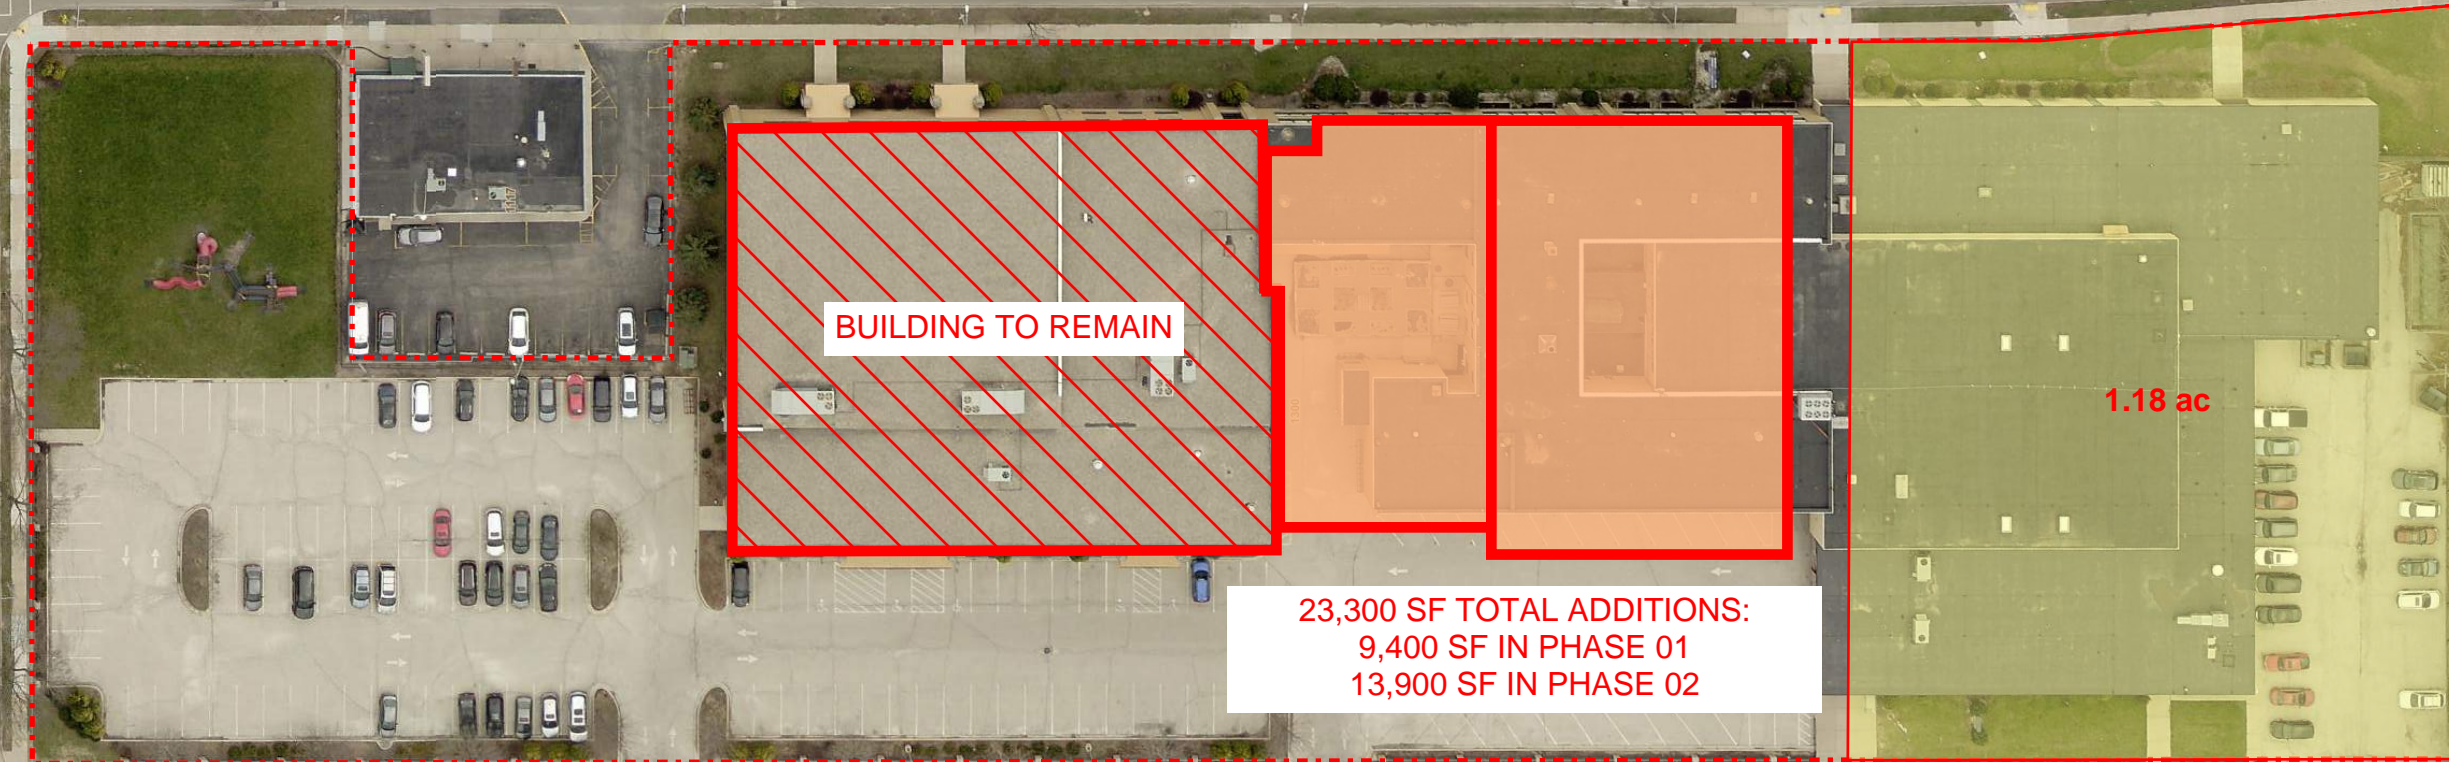 BUILDING TO REMAIN
1.18 ac
23,300 SF TOTAL ADDITIONS:
9,400 SF IN PHASE 01
13,900 SF IN PHASE 02